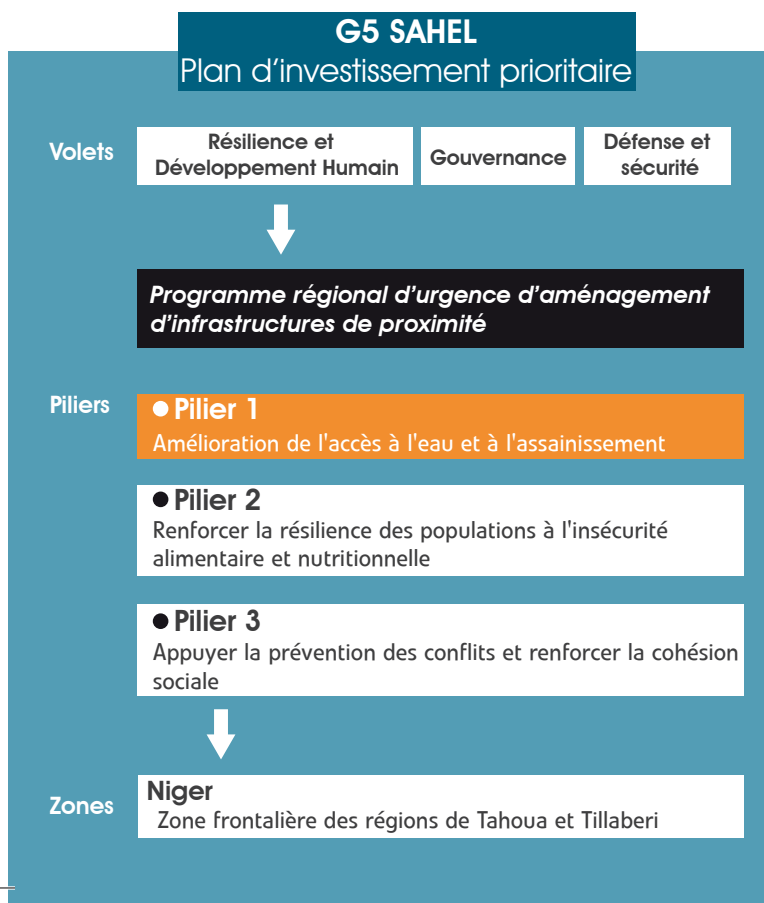 G5 SAHEL
Plan d'investissement prioritaire
Volets
Résilience et
Développement Humain
Gouvernance
Défense et
sécurité
Programme régional d'urgence d'aménagement
d'infrastructures de proximité
Piliers
● Pilier 1
Amélioration de l'accès à l'eau et à l'assainissement
● Pilier 2
Renforcer la résilience des populations à l'insécurité
alimentaire et nutritionnelle
● Pilier 3
Appuyer la prévention des conflits et renforcer la cohésion
sociale
Zones
Niger
Zone frontalière des régions de Tahoua et Tillaberi